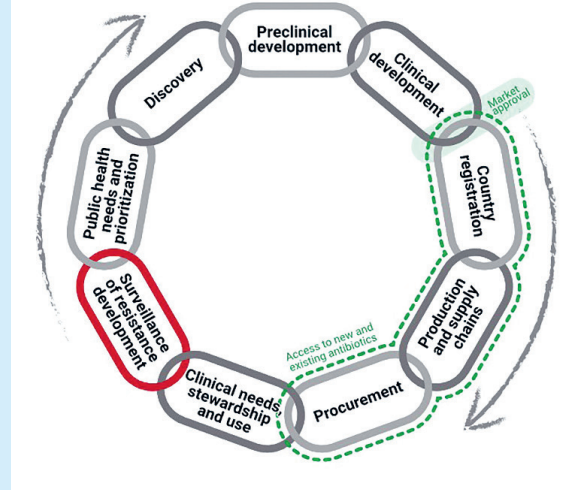 Preclinical
development
Clinical
development
Market
approval
Country
registration
Production
and supply
chains
Access to new and
existing antibiotics
Procurement
Clinical needs,
stewardship
and use
Surveillance
of resistance
development
Public health
needs and
prioritization
Discovery